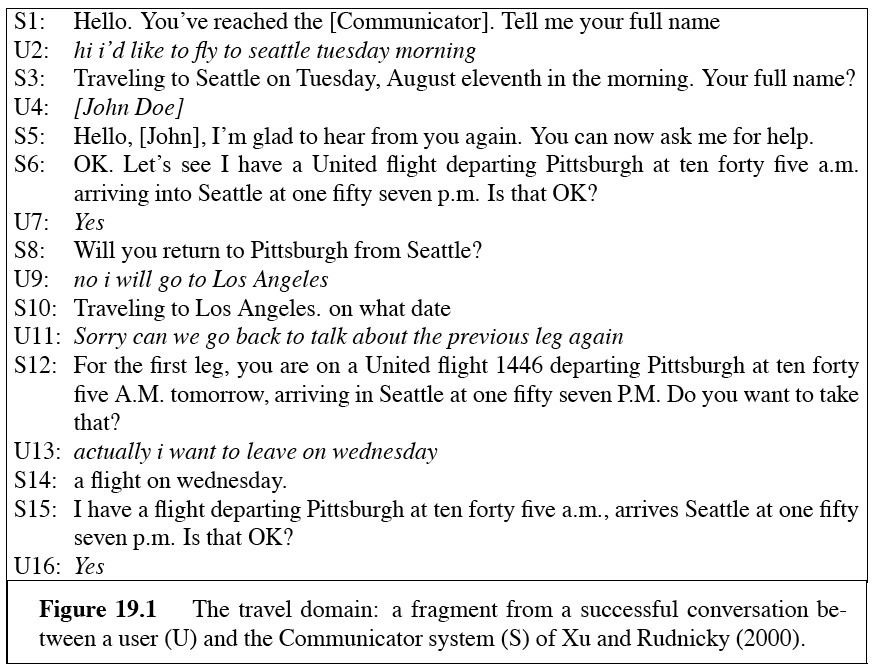 S1: Hello. You've reached the [Communicator]. Tell me your full name
U2: hi i'd like to fly to seattle tuesday morning
S3: Traveling to Seattle on Tuesday, August eleventh in the morning. Your full name?
U4: [John Doe]
S5: Hello, [John], I'm glad to hear from you again. You can now ask me for help.
S6: OK. Let's see I have a United flight departing Pittsburgh at ten forty five a.m.
arriving into Seattle at one fifty seven p.m. Is that OK?
U7: Yes
S8: Will you return to Pittsburgh from Seattle?
U9: no i will go to Los Angeles
S10: Traveling to Los Angeles. on what date
U11: Sorry can we go back to talk about the previous leg again
S12: For the first leg, you are on a United flight 1446 departing Pittsburgh at ten forty
five A.M. tomorrow, arriving in Seattle at one fifty seven P.M. Do you want to take
that?
U13: actually i want to leave on wednesday
S14: a flight on wednesday.
S15: I have a flight departing Pittsburgh at ten forty five a.m., arrives Seattle at one fifty
seven p.m. Is that OK?
U16: Yes
Figure 19.1 The travel domain: a fragment from a successful conversation be-
tween a user (U) and the Communicator system (S) of Xu and Rudnicky (2000).